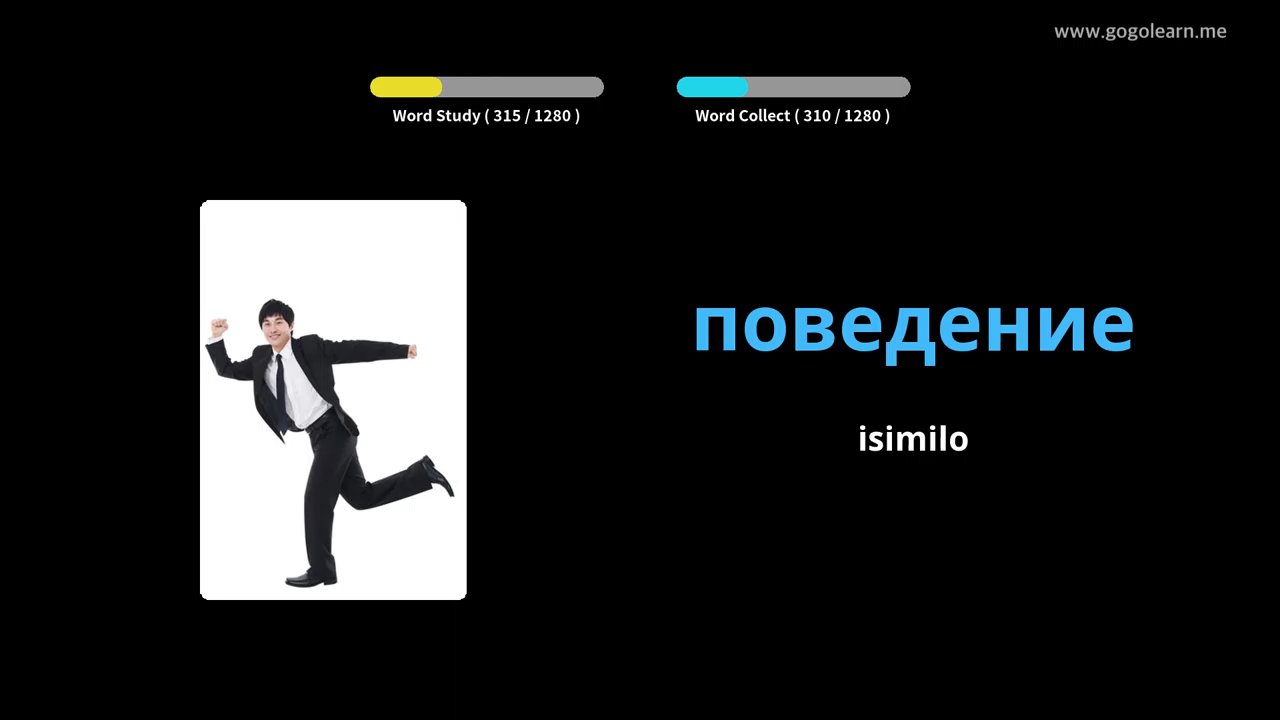 www.gogolearn.me
Word Study ( 315 / 1280 )
Word Collect ( 310 / 1280 )
поведение
isimilo